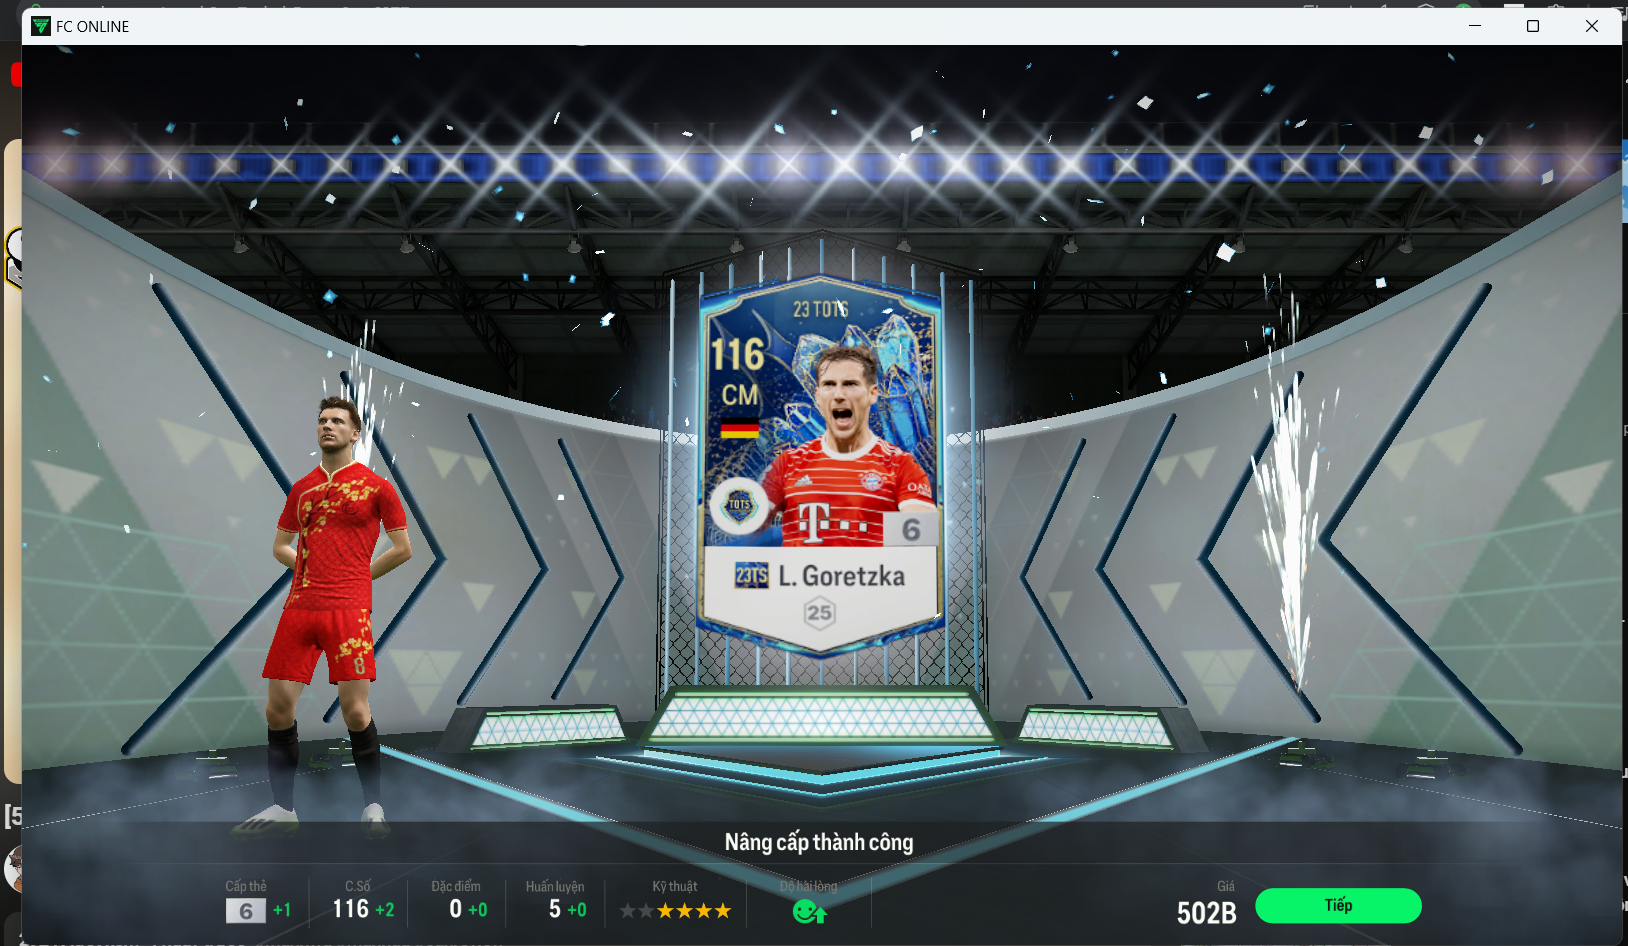 FC ONLINE
23 TOTS
116
CM
TOTS
T
6
23TS L. Goretzka
25
8
[5
Nâng cấp thành công
Cấp thẻ
6 +1
C.Số
116 +2
Đặc điểm
0 +0
Huấn luyện
5 +0
Kỹ thuật
Độ hài lòng
Giá
502B
Tiếp